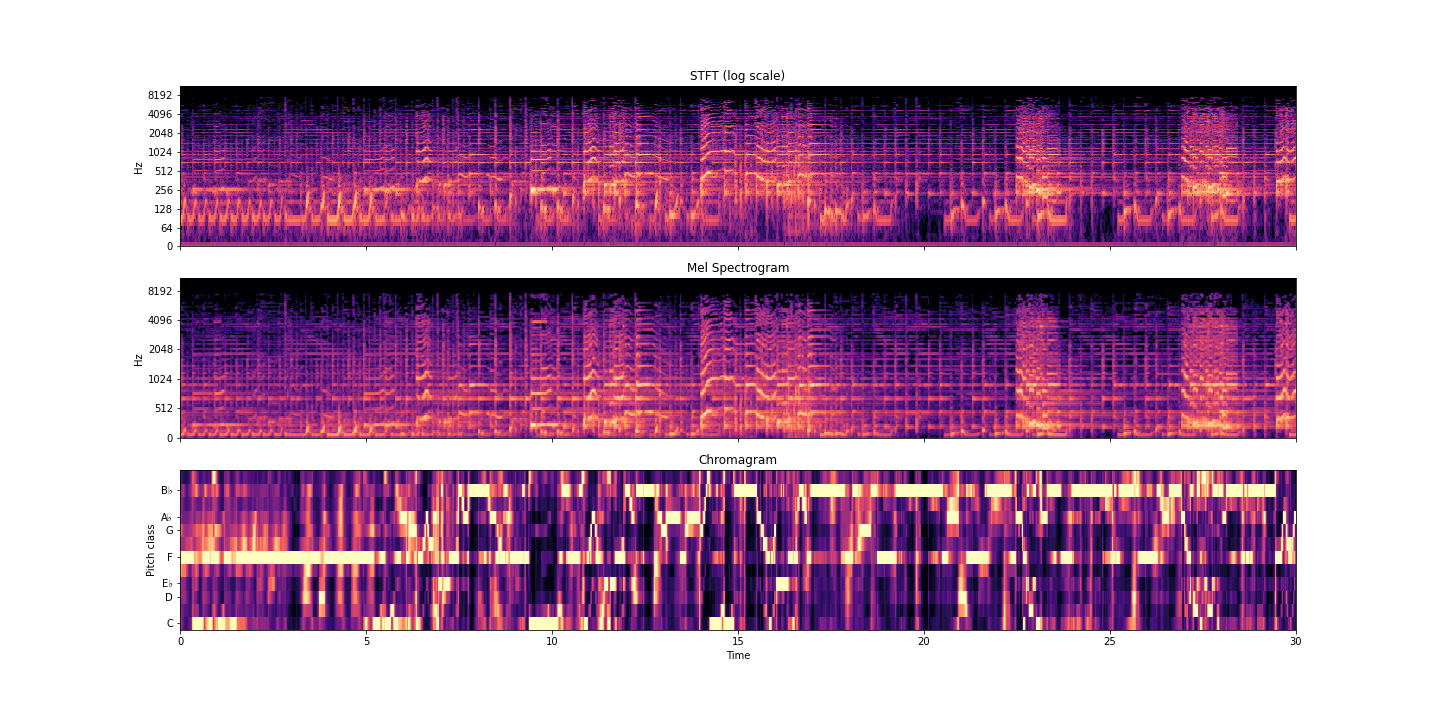 STFT (log scale)
8192
4096
2048
1024
512
256
128
64
0
Hz
Mel Spectrogram
8192
4096
2048
1024
512
0
Hz
Chromagram
B♭
A♭
G
F
E♭
D
C
Pitch class
0 5 10 15 20 25 30
Time